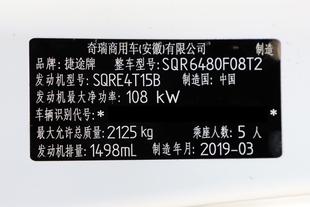 奇瑞商用车(安徽)有限公司 制造
品牌: 捷途牌 整车型号: SQR6480F08T2
发动机型号: SQRE4T15B 制造国: 中国
发动机最大净功率: 108 kW
车辆识别代号: * *
最大允许总质量: 2125 kg 乘座人数: 5 人
发动机排量: 1498mL 制造年月: 2019-03